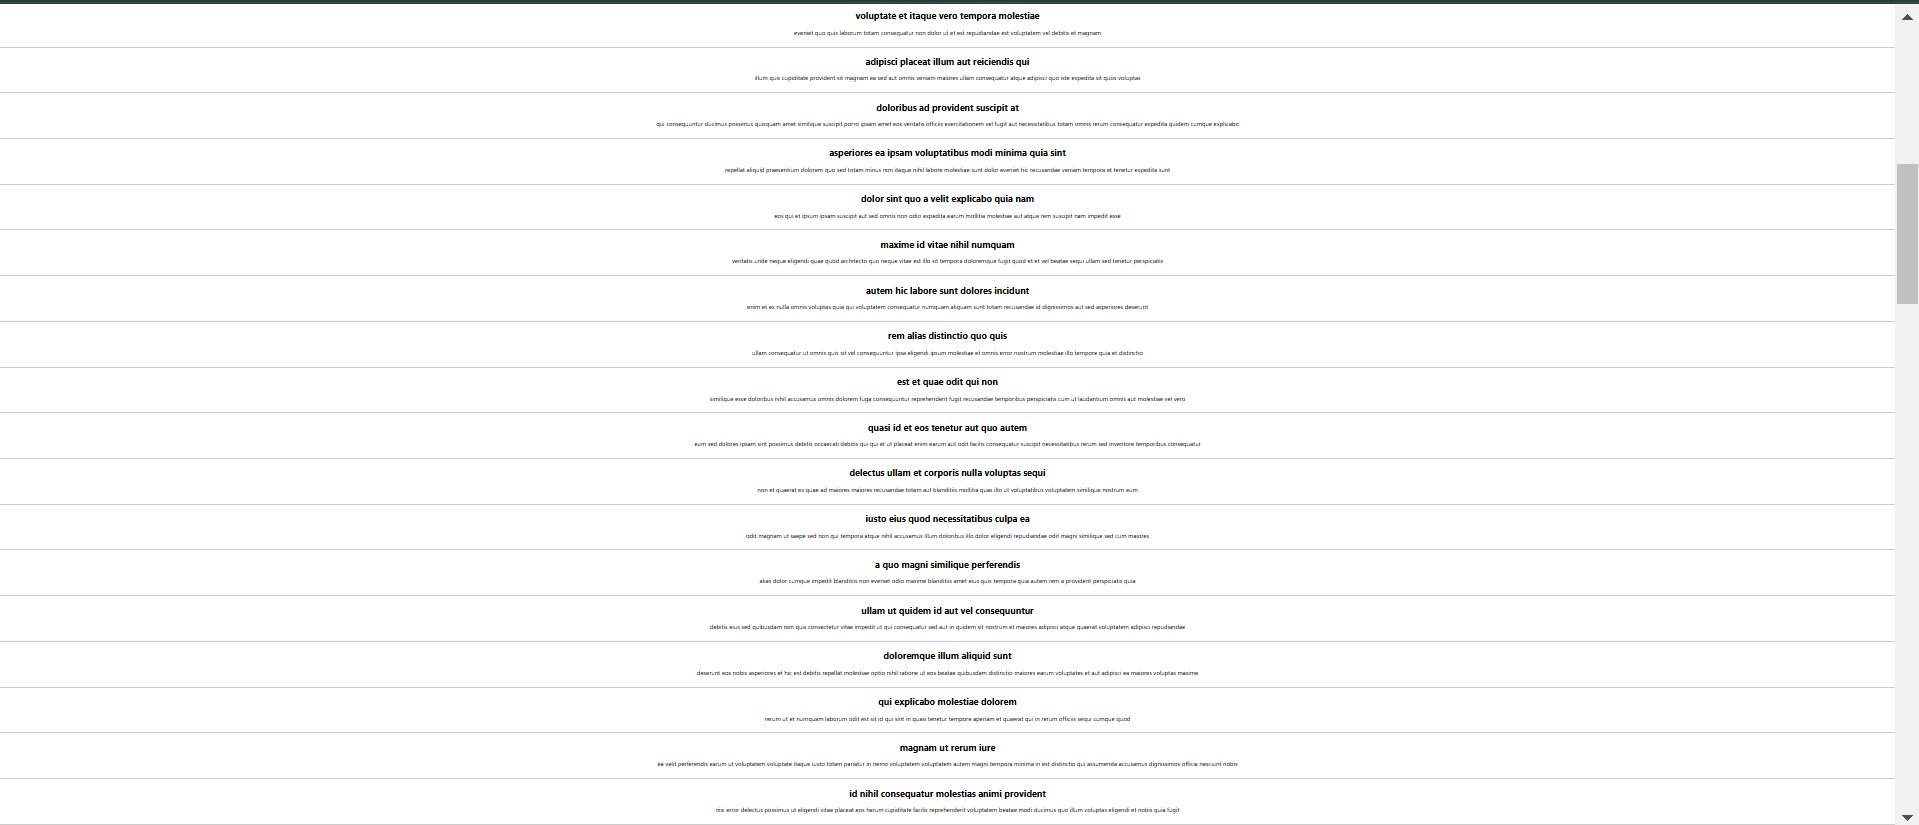 voluptate et itaque vero tempora molestiae
eveniet quo quis laborum totam consequatur non dolor ut et est repudiandae est voluptatem vel debitis et magnam
adipisci placeat illum aut reiciendis qui
illum quis cupiditate provident sit magnam ea sed aut omnis veniam maiores ullam consequatur atque adipisci quo iste expedita sit quos voluptas
doloribus ad provident suscipit at
qui consequuntur ducimus possimus quisquam amet similique suscipit porro ipsam amet eos veritatis officiis exercitationem vel fugit aut necessitatibus totam omnis rerum consequatur expedita quidem cumque explicabo
asperiores ea ipsam voluptatibus modi minima quia sint
repellat aliquid praesentium dolorem quo sed totam minus non itaque nihil labore molestiae sunt dolor eveniet hic recusandae veniam tempora et tenetur expedita sunt
dolor sint quo a velit explicabo quia nam
eos qui et ipsum ipsam suscipit aut sed omnis non odio expedita earum mollitia molestiae aut atque rem suscipit nam impedit esse
maxime id vitae nihil numquam
veritatis unde neque eligendi quae quod architecto quo neque vitae est illo sit tempora doloremque fugit quod et et vel beatae sequi ullam sed tenetur perspiciatis
autem hic labore sunt dolores incidunt
enim et ex nulla omnis voluptas quia qui voluptatem consequatur numquam aliquam sunt totam recusandae id dignissimos aut sed asperiores deserunt
rem alias distinctio quo quis
ullam consequatur ut omnis quis sit vel consequuntur ipsa eligendi ipsum molestiae et omnis error nostrum molestiae illo tempore quia et distinctio
est et quae odit qui non
similique esse doloribus nihil accusamus omnis dolorem fuga consequuntur reprehenderit fugit recusandae temporibus perspiciatis cum ut laudantium omnis aut molestiae vel vero
quasi id et eos tenetur aut quo autem
eum sed dolores ipsam sint possimus debitis occaecati debitis qui qui et ut placeat enim earum aut odit facilis consequatur suscipit necessitatibus rerum sed inventore temporibus consequatur
delectus ullam et corporis nulla voluptas sequi
non et quaerat ex quae ad maiores maiores recusandae totam aut blanditiis mollitia quas illo ut voluptatibus voluptatem similique nostrum eum
iusto eius quod necessitatibus culpa ea
odit magnam ut saepe sed non qui tempora atque nihil accusamus illum doloribus illo dolor eligendi repudiandae odit magni similique sed cum maiores
a quo magni similique perferendis
alias dolor cumque impedit blanditiis non eveniet odio maxime blanditiis amet eius quis tempora quia autem rem a provident perspiciatis quia
ullam ut quidem id aut vel consequuntur
debitis eius sed quibusdam non quis consectetur vitae impedit ut qui consequatur sed aut in quidem sit nostrum et maiores adipisci atque quaerat voluptatem adipisci repudiandae
doloremque illum aliquid sunt
deserunt eos nobis asperiores et hic est debitis repellat molestiae optio nihil ratione ut eos beatae quibusdam distinctio maiores earum voluptates et aut adipisci ea maiores voluptas maxime
qui explicabo molestiae dolorem
rerum ut et numquam laborum odit est sit id qui sint in quasi tenetur tempore aperiam et quaerat qui in rerum officiis sequi cumque quod
magnam ut rerum iure
ea velit perferendis earum ut voluptatem voluptate itaque iusto totam pariatur in nemo voluptatem voluptatem autem magni tempora minima in est distinctio qui assumenda accusamus dignissimos officia nesciunt nobis
id nihil consequatur molestias animi provident
nisi error delectus possimus ut eligendi vitae placeat eos harum cupiditate facilis reprehenderit voluptatem beatae modi ducimus quo illum voluptas eligendi et nobis quia fugit